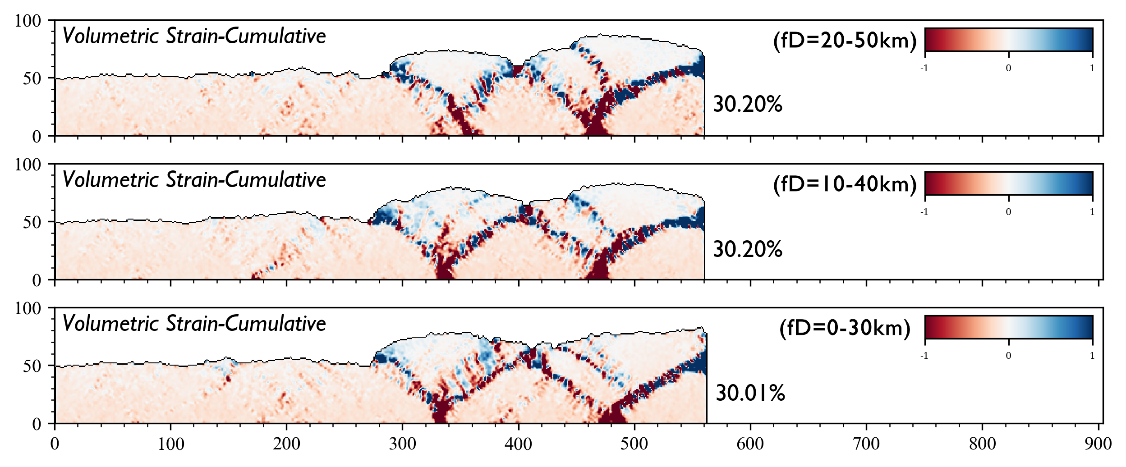 100
Volumetric Strain-Cumulative
(fD=20-50km)
50
-1 0 1
30.20%
0
100
Volumetric Strain-Cumulative
(fD=10-40km)
50
-1 0 1
30.20%
0
100
Volumetric Strain-Cumulative
(fD=0-30km)
50
-1 0 1
30.01%
0
0 100 200 300 400 500 600 700 800 900